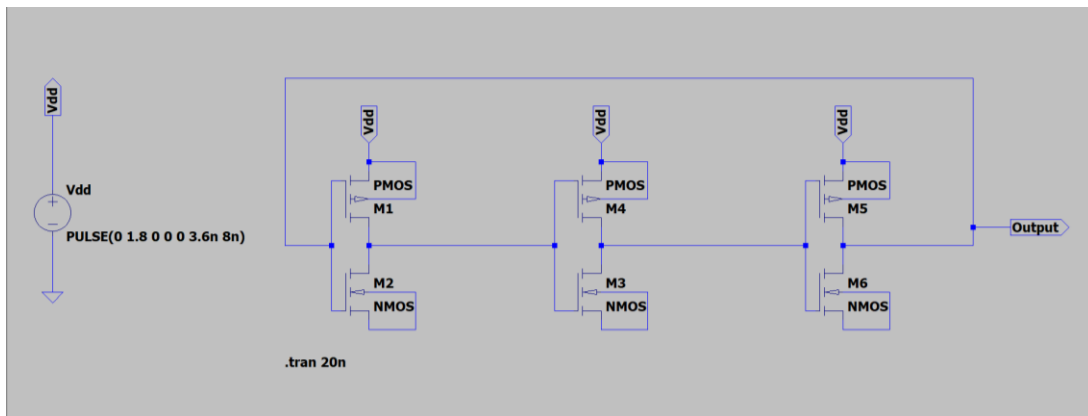 Vdd
Vdd
PULSE(0 1.8 0 0 0 3.6n 8n)
Vdd
PMOS
M1
M2
NMOS
Vdd
PMOS
M4
M3
NMOS
Vdd
PMOS
M5
M6
NMOS
Output
.tran 20n